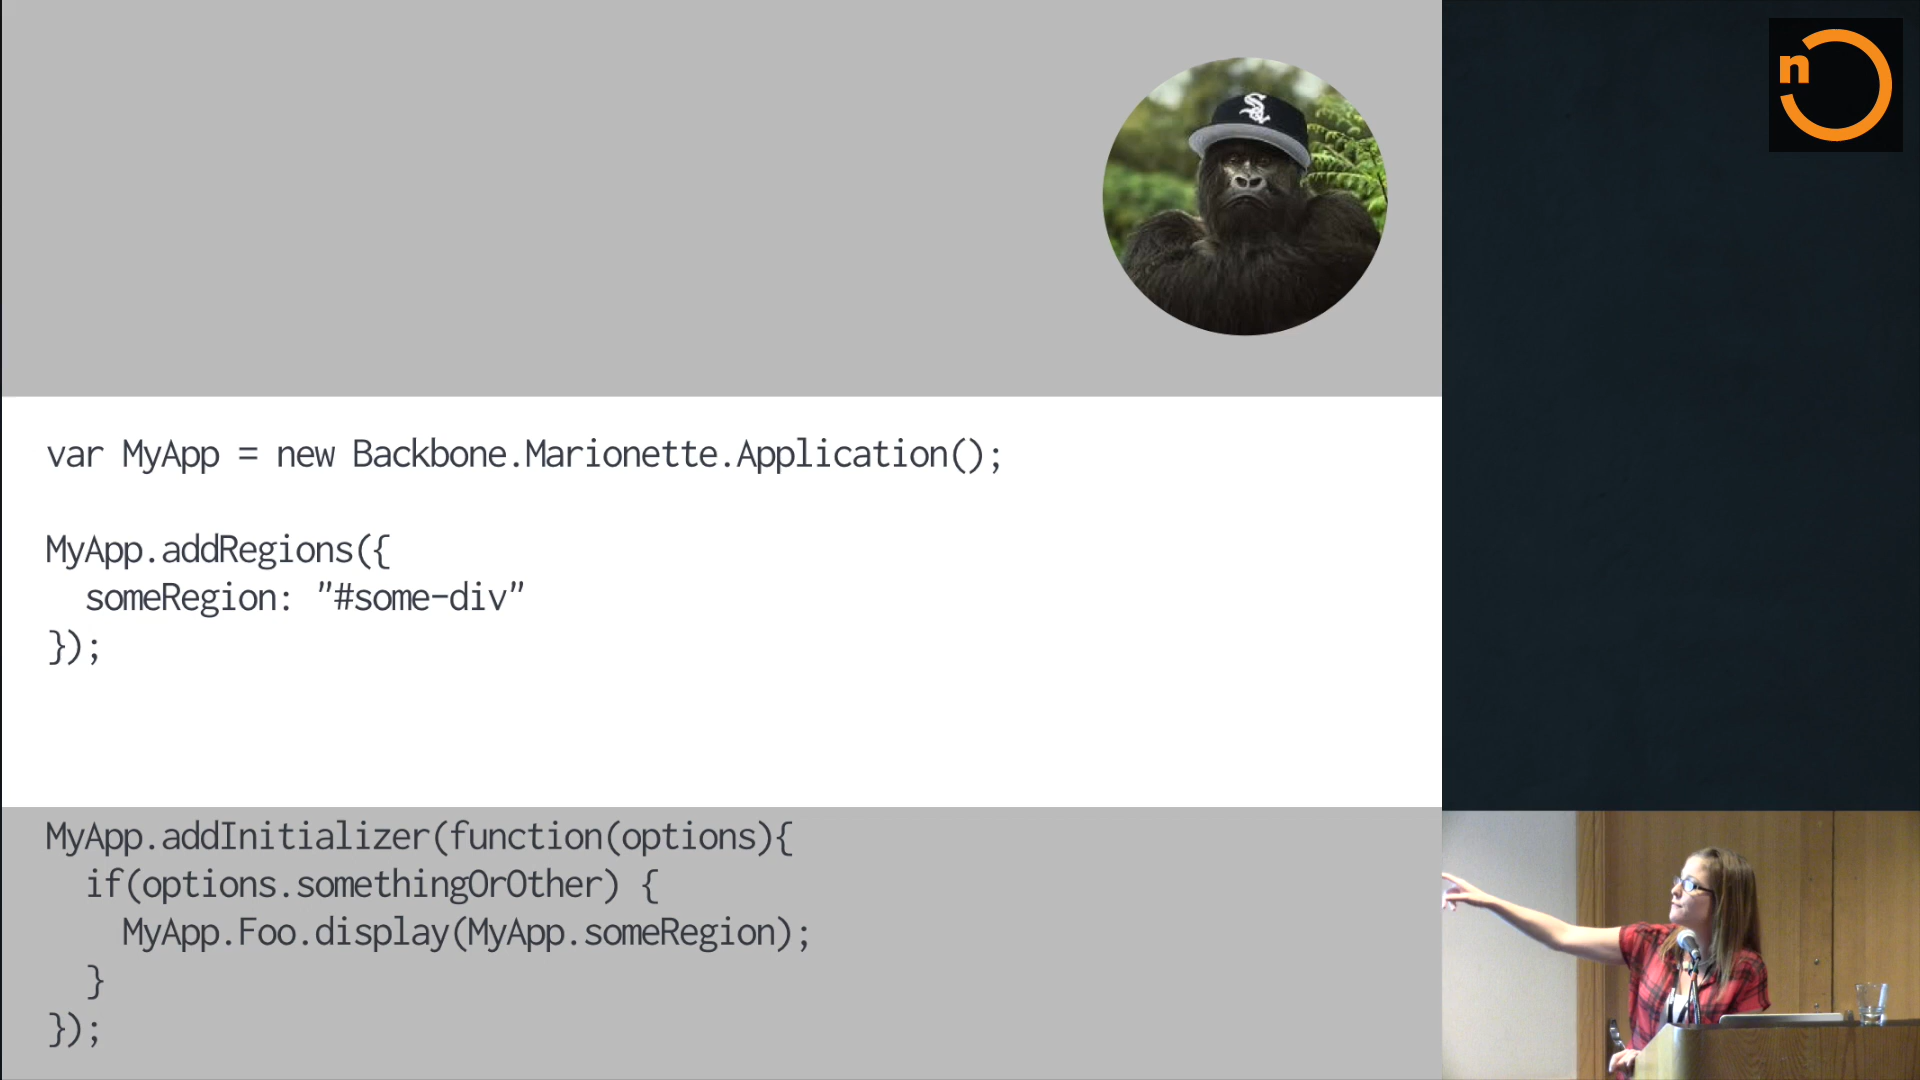 n
Sox
var MyApp = new Backbone.Marionette.Application();
MyApp.addRegions({
  someRegion: "#some-div"
});
MyApp.addInitializer(function(options){
  if(options.somethingOrOther) {
    MyApp.Foo.display(MyApp.someRegion);
  }
});